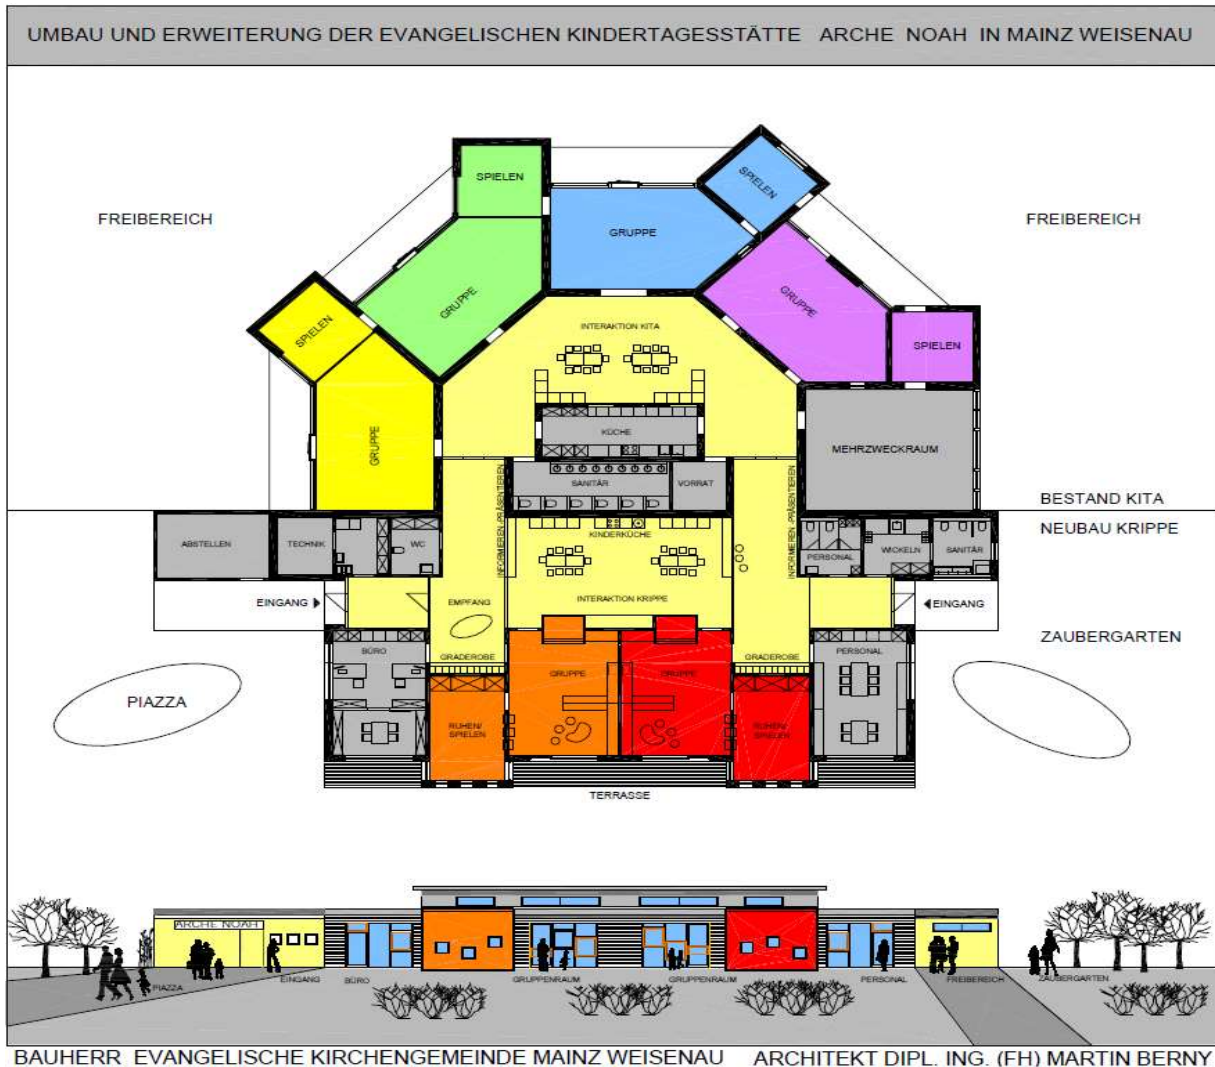 UMBAU UND ERWEITERUNG DER EVANGELISCHEN KINDERTAGESSTÄTTE ARCHE NOAH IN MAINZ WEISENAU
FREIBEREICH
FREIBEREICH
SPIELEN
SPIELEN
GRUPPE
GRUPPE
GRUPPE
SPIELEN
SPIELEN
GRUPPE
INTERAKTION KITA
KÜCHE
MEHRZWECKRAUM
SANITÄR
VORRAT
INFORMIEREN -PRÄSENTIEREN
INFORMIEREN -PRÄSENTIEREN
BESTAND KITA
NEUBAU KRIPPE
ABSTELLEN
TECHNIK
WC
KINDERKÜCHE
PERSONAL
WICKELN
SANITÄR
EINGANG
EMPFANG
INTERAKTION KRIPPE
EINGANG
ZAUBERGARTEN
BÜRO
GRADEROBE
GRADEROBE
PERSONAL
GRUPPE
GRUPPE
PIAZZA
RUHEN/
SPIELEN
RUHEN/
SPIELEN
TERRASSE
ARCHE NOAH
PIAZZA
EINGANG
BÜRO
GRUPPENRAUM
GRUPPENRAUM
PERSONAL
FREIBEREICH
ZAUBERGARTEN
BAUHERR EVANGELISCHE KIRCHENGEMEINDE MAINZ WEISENAU
ARCHITEKT DIPL. ING. (FH) MARTIN BERNY